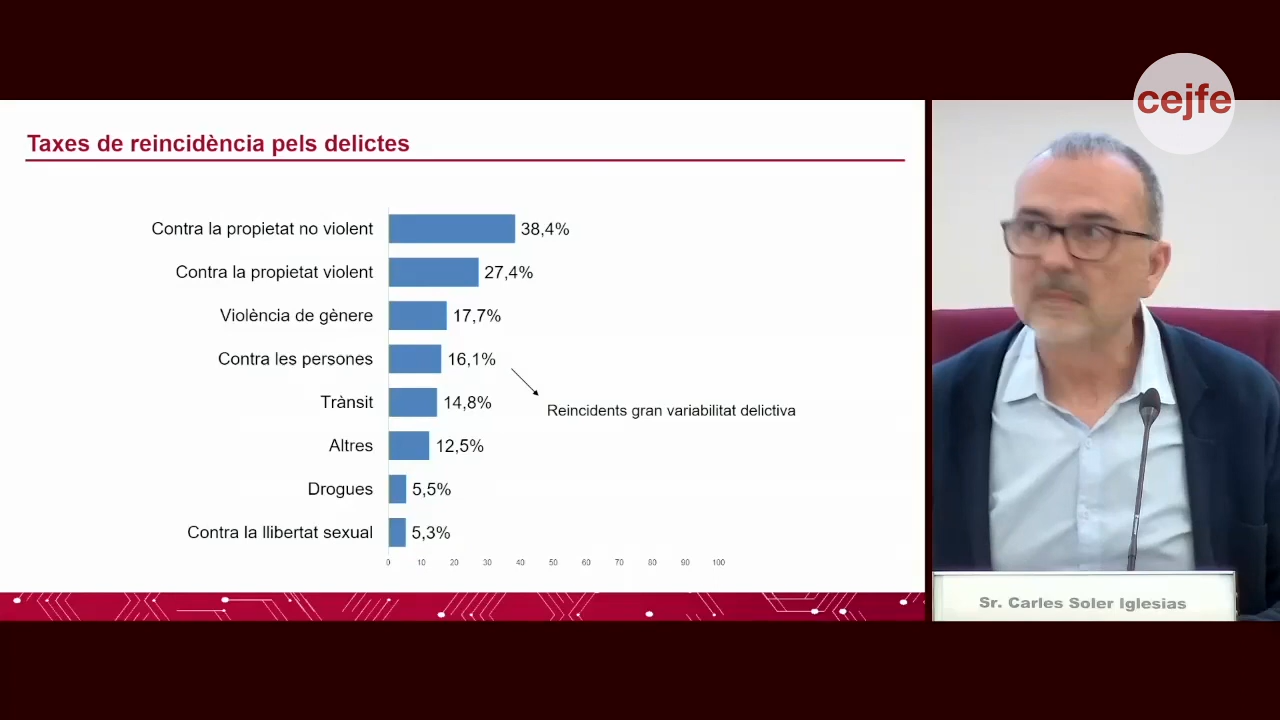 cejfe
Taxes de reincidència pels delictes
Contra la propietat no violent 38,4%
Contra la propietat violent 27,4%
Violència de gènere 17,7%
Contra les persones 16,1%
Trànsit 14,8%
Reincidents gran variabilitat delictiva
Altres 12,5%
Drogues 5,5%
Contra la llibertat sexual 5,3%
0 10 20 30 40 50 60 70 80 90 100
Sr. Carles Soler Iglesias